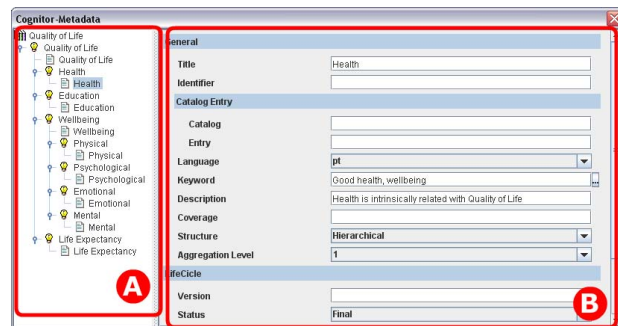 Cognitor-Metadata
Quality of Life
Quality of Life
Quality of Life
Health
Health
Education
Education
Wellbeing
Wellbeing
Physical
Physical
Psychological
Psychological
Emotional
Emotional
Mental
Mental
Life Expectancy
Life Expectancy
A
General
Title Health
Identifier
Catalog Entry
Catalog
Entry
Language pt
Keyword Good health, wellbeing ...
Description Health is intrinsically related with Quality of Life
Coverage
Structure Hierarchical
Aggregation Level 1
LifeCicle
Version
Status Final
B